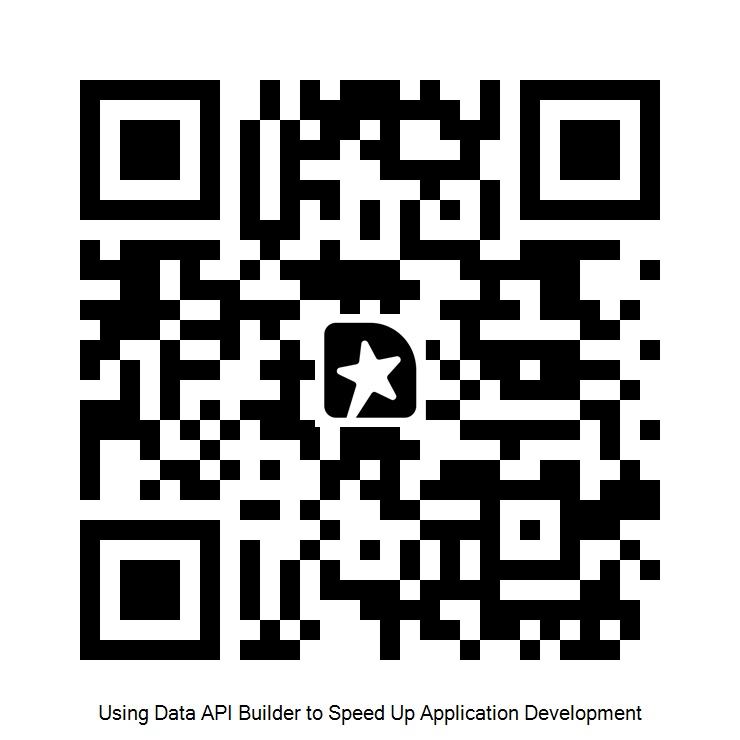 Using Data API Builder to Speed Up Application Development